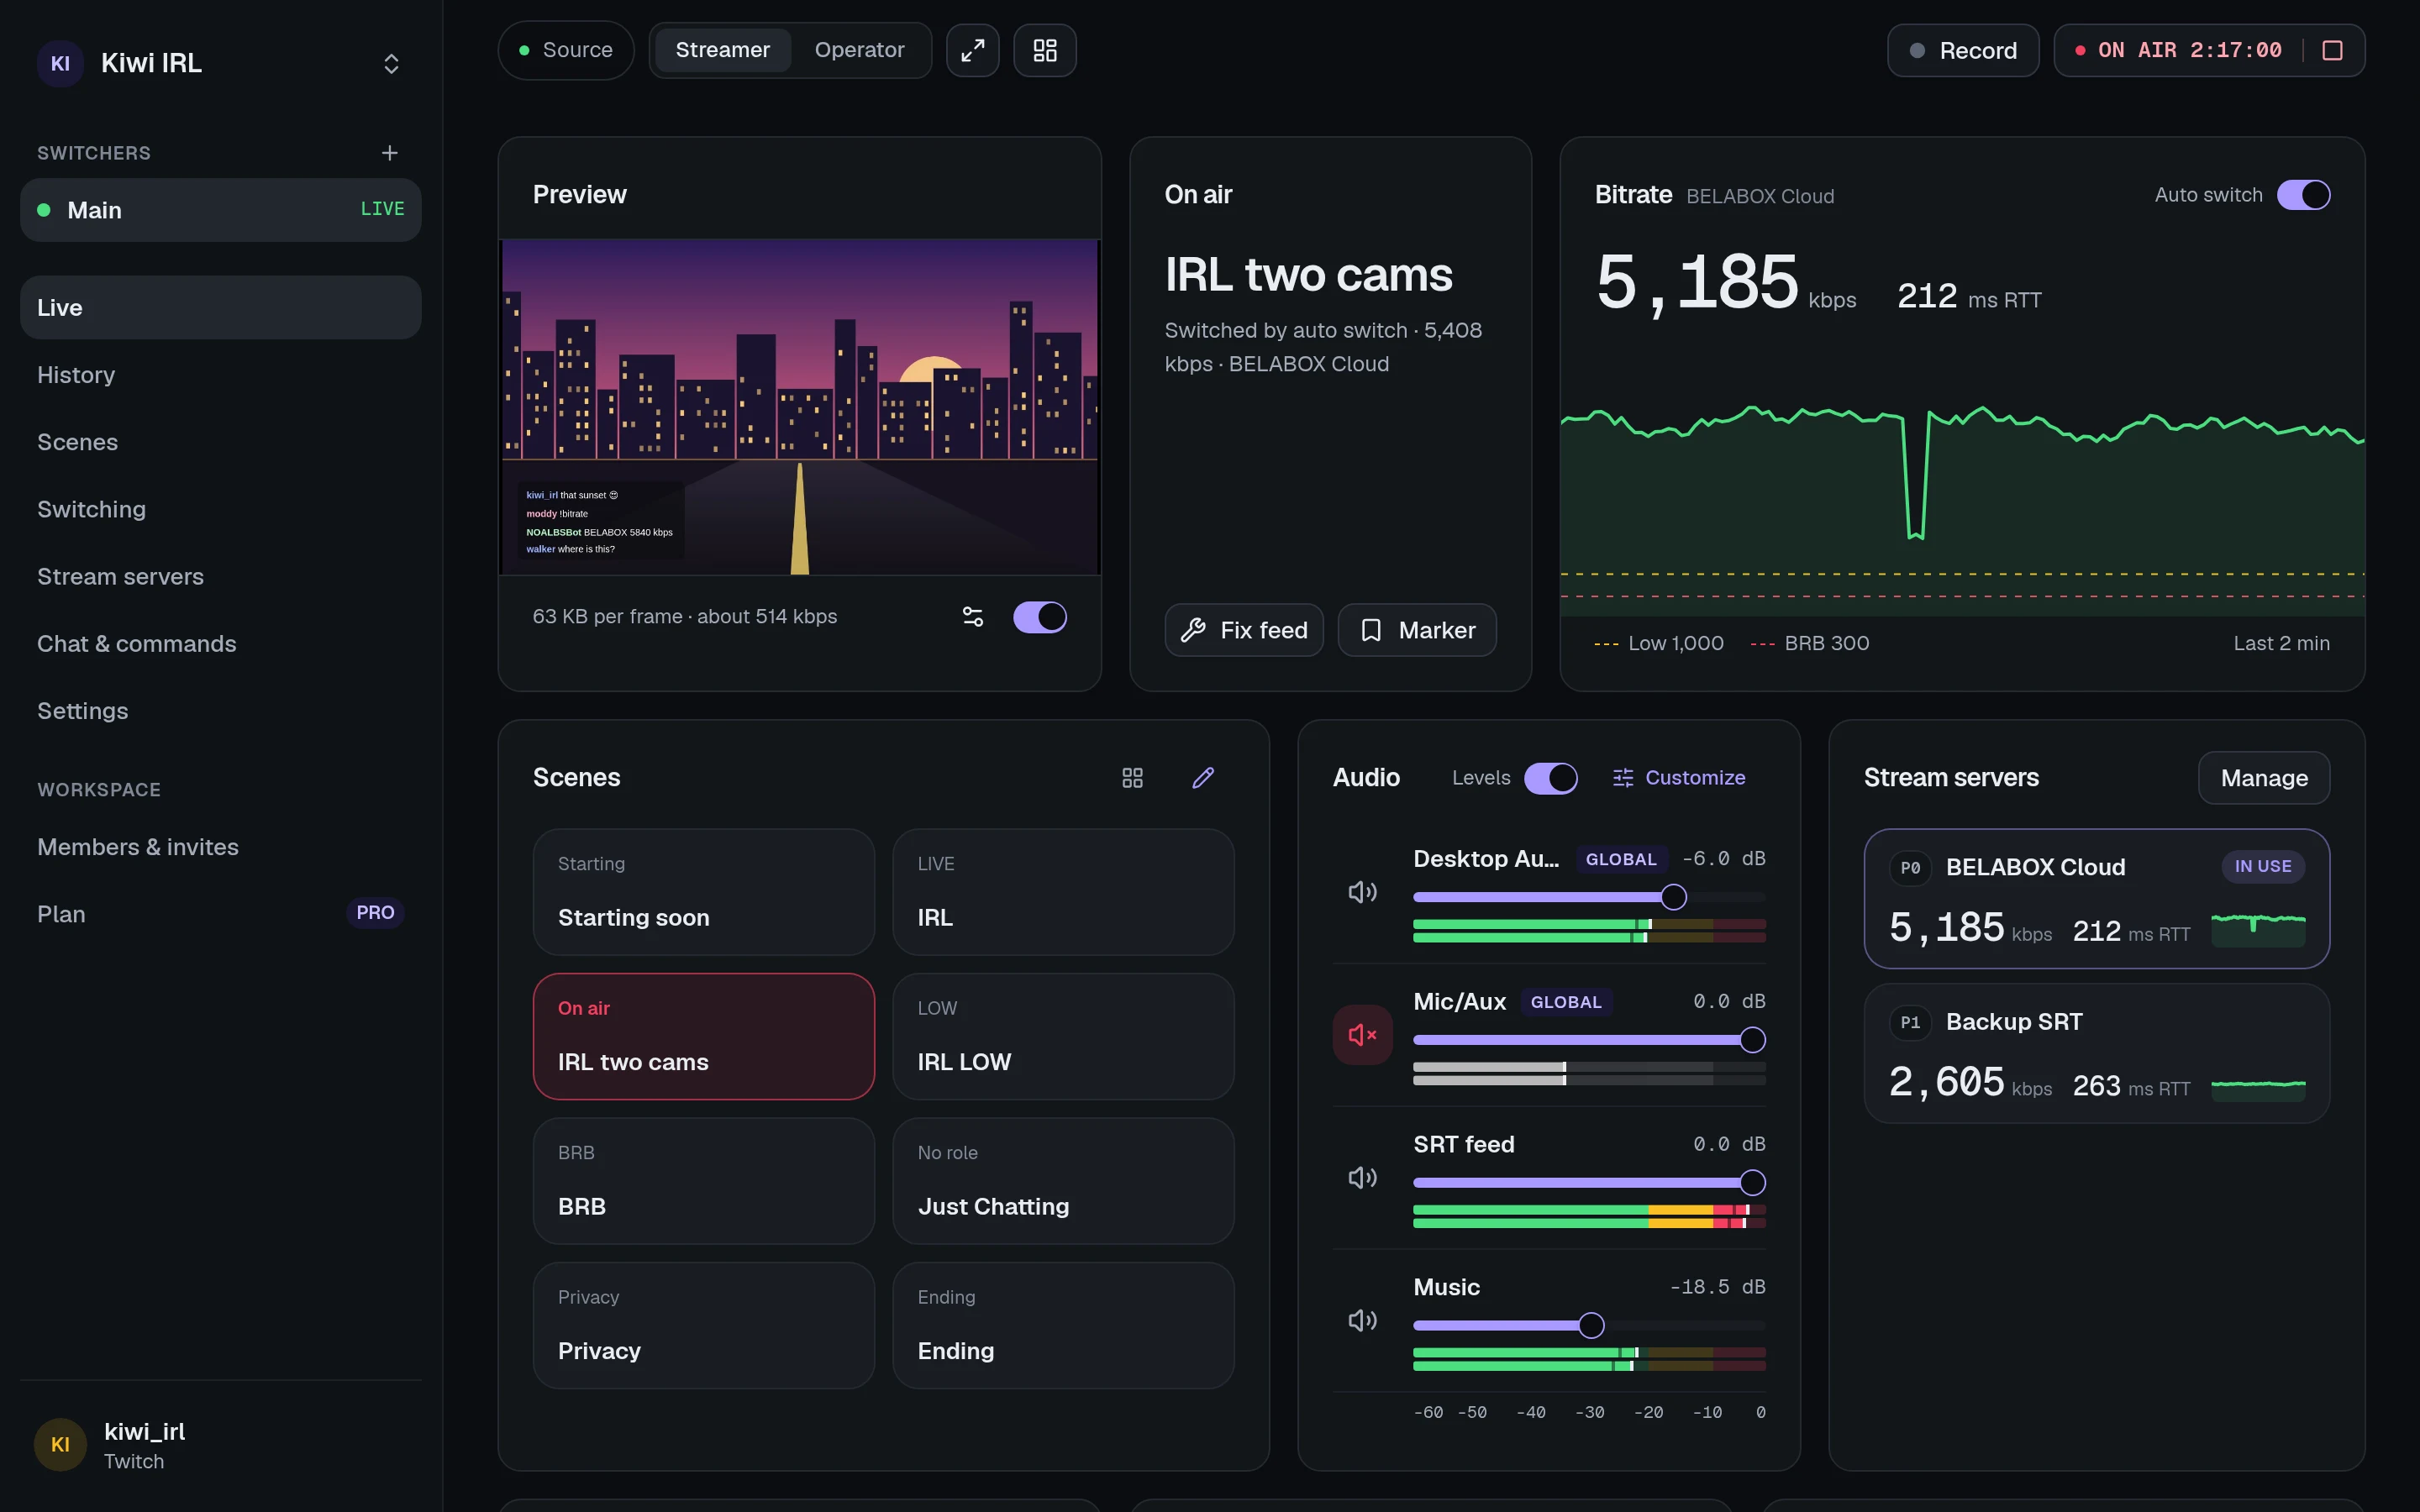 KI Kiwi IRL
SWITCHERS
Main LIVE
Live
History
Scenes
Switching
Stream servers
Chat & commands
Settings
WORKSPACE
Members & invites
Plan PRO
KI kiwi_irl
Twitch
Source Streamer Operator
Record ON AIR 2:17:00
Preview
kiwi_irl that sunset 😍
moddy !bitrate
NOALBSBot BELABOX 5840 kbps
walker where is this?
63 KB per frame · about 514 kbps
On air
IRL two cams
Switched by auto switch · 5,408
kbps · BELABOX Cloud
Fix feed Marker
Bitrate BELABOX Cloud Auto switch
5,185 kbps 212 ms RTT
Low 1,000 BRB 300 Last 2 min
Scenes
Starting
Starting soon
LIVE
IRL
On air
IRL two cams
LOW
IRL LOW
BRB
BRB
No role
Just Chatting
Privacy
Privacy
Ending
Ending
Audio Levels Customize
Desktop Au... GLOBAL -6.0 dB
Mic/Aux GLOBAL 0.0 dB
SRT feed 0.0 dB
Music -18.5 dB
-60 -50 -40 -30 -20 -10 0
Stream servers Manage
P0 BELABOX Cloud IN USE
5,185 kbps 212 ms RTT
P1 Backup SRT
2,605 kbps 263 ms RTT